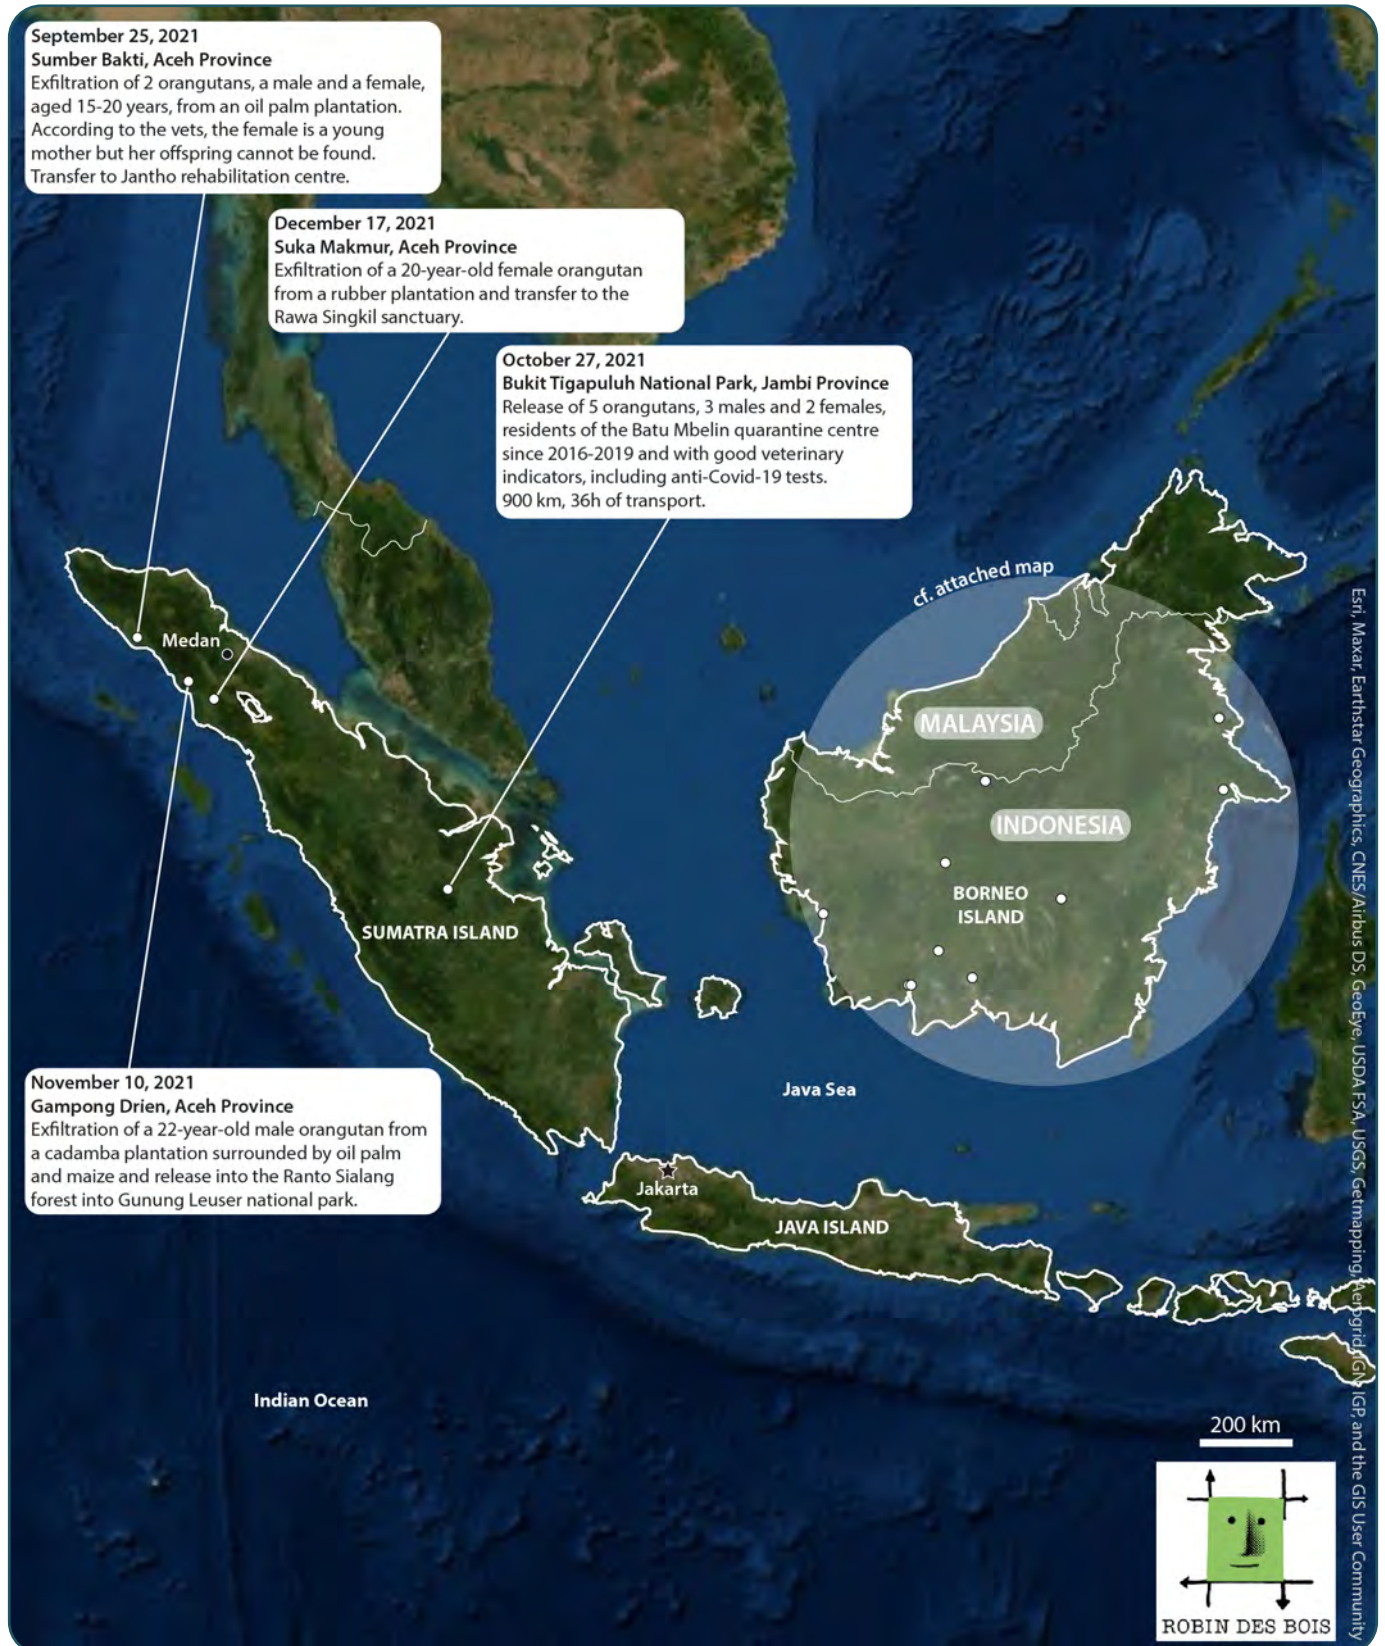 September 25, 2021
Sumber Bakti, Aceh Province
Exfiltration of 2 orangutans, a male and a female,
aged 15-20 years, from an oil palm plantation.
According to the vets, the female is a young
mother but her offspring cannot be found.
Transfer to Jantho rehabilitation centre.
December 17, 2021
Suka Makmur, Aceh Province
Exfiltration of a 20-year-old female orangutan
from a rubber plantation and transfer to the
Rawa Singkil sanctuary.
October 27, 2021
Bukit Tigapuluh National Park, Jambi Province
Release of 5 orangutans, 3 males and 2 females,
residents of the Batu Mbelin quarantine centre
since 2016-2019 and with good veterinary
indicators, including anti-Covid-19 tests.
900 km, 36h of transport.
cf. attached map
Medan
MALAYSIA
INDONESIA
BORNEO
ISLAND
SUMATRA ISLAND
Java Sea
November 10, 2021
Gampong Drien, Aceh Province
Exfiltration of a 22-year-old male orangutan from
a cadamba plantation surrounded by oil palm
and maize and release into the Ranto Sialang
forest into Gunung Leuser national park.
Jakarta
JAVA ISLAND
Indian Ocean
200 km
ROBIN DES BOIS
Esri, Maxar, Earthstar Geographics, CNES/Airbus DS, GeoEye, USDA FSA, USGS, Getmapping, Aerogrid, IGN, IGP, and the GIS User Community